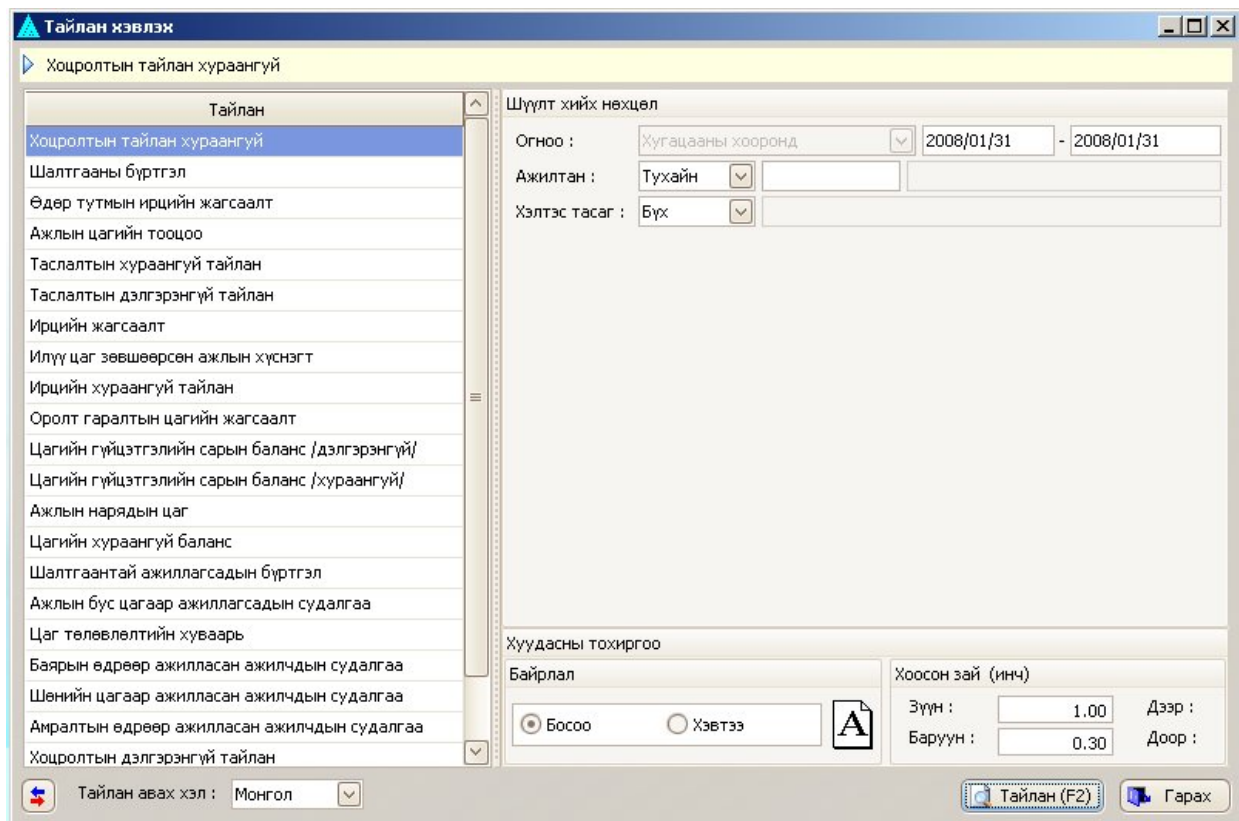 Тайлан хэвлэх
Хоцролтын тайлан хураангуй
Тайлан
Хоцролтын тайлан хураангуй
Шалтгааны бүртгэл
Өдөр тутмын ирцийн жагсаалт
Ажлын цагийн тооцоо
Таслалтын хураангуй тайлан
Таслалтын дэлгэрэнгүй тайлан
Ирцийн жагсаалт
Илүү цаг зөвшөөрсөн ажлын хүснэгт
Ирцийн хураангуй тайлан
Оролт гаралтын цагийн жагсаалт
Цагийн гүйцэтгэлийн сарын баланс /дэлгэрэнгүй/
Цагийн гүйцэтгэлийн сарын баланс /хураангуй/
Ажлын нарядын цаг
Цагийн хураангуй баланс
Шалтгаантай ажиллагсадын бүртгэл
Ажлын бус цагаар ажиллагсадын судалгаа
Цаг төлөвлөлтийн хуваарь
Баярын өдрөөр ажилласан ажилчдын судалгаа
Шөнийн цагаар ажилласан ажилчдын судалгаа
Амралтын өдрөөр ажилласан ажилчдын судалгаа
Хоцролтын дэлгэрэнгүй тайлан
Шүүлт хийх нөхцөл
Огноо : Хугацааны хооронд 2008/01/31 - 2008/01/31
Ажилтан : Тухайн
Хэлтэс тасаг : Бүх
Хуудасны тохиргоо
Байрлал
Босоо Хэвтээ A
Хоосон зай (инч)
Зүүн : 1.00 Дээр :
Баруун : 0.30 Доор :
Тайлан авах хэл : Монгол Тайлан (F2) Гарах